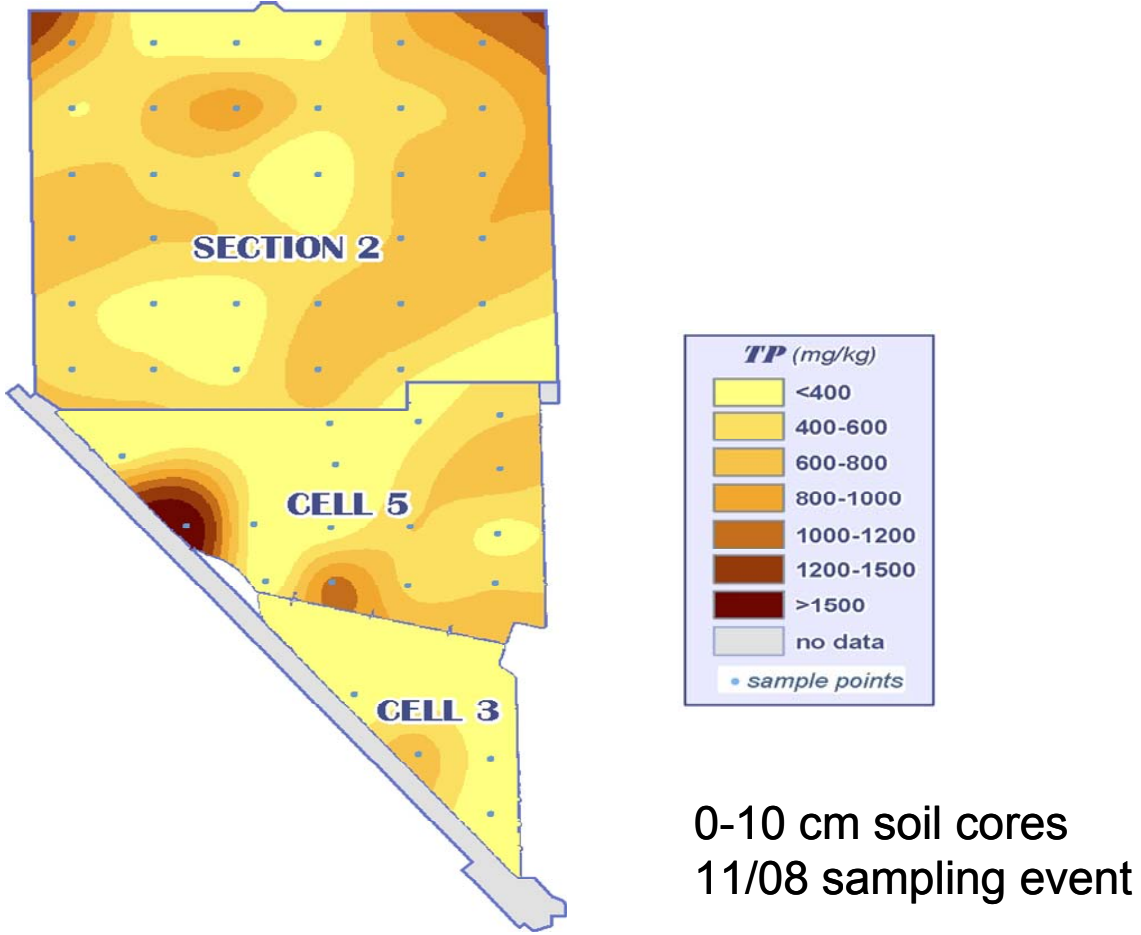 SECTION 2
CELL 5
CELL 3
TP (mg/kg)
<400
400-600
600-800
800-1000
1000-1200
1200-1500
>1500
no data
sample points
0-10 cm soil cores
11/08 sampling event